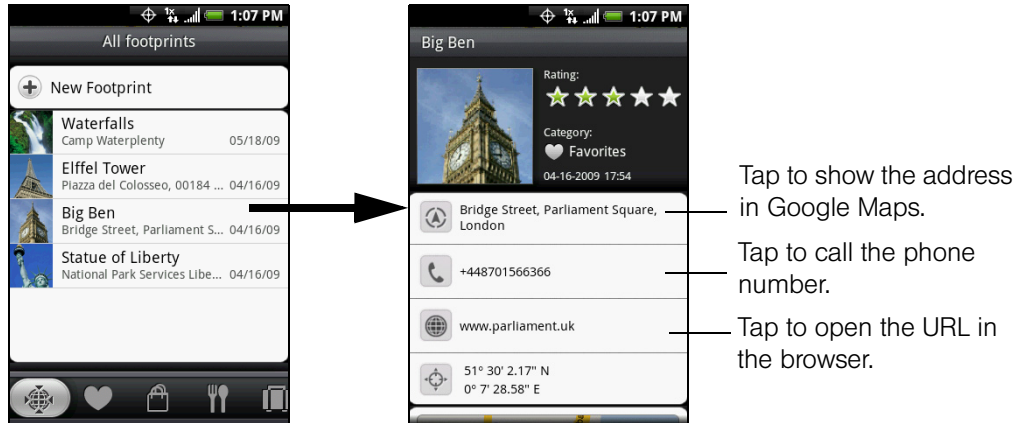 1x 1:07 PM
All footprints
New Footprint
Waterfalls
Camp Waterplenty 05/18/09
Elffel Tower
Piazza del Colosseo, 00184 ... 04/16/09
Big Ben
Bridge Street, Parliament S... 04/16/09
Statue of Liberty
National Park Services Libe... 04/16/09
1x 1:07 PM
Big Ben
Rating:
Category:
Favorites
04-16-2009 17:54
Bridge Street, Parliament Square,
London
+448701566366
www.parliament.uk
51° 30' 2.17" N
0° 7' 28.58" E
Tap to show the address
in Google Maps.
Tap to call the phone
number.
Tap to open the URL in
the browser.